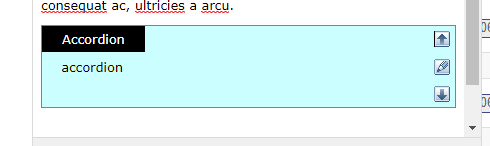 consequat ac, ultricies a arcu.
Accordion
accordion